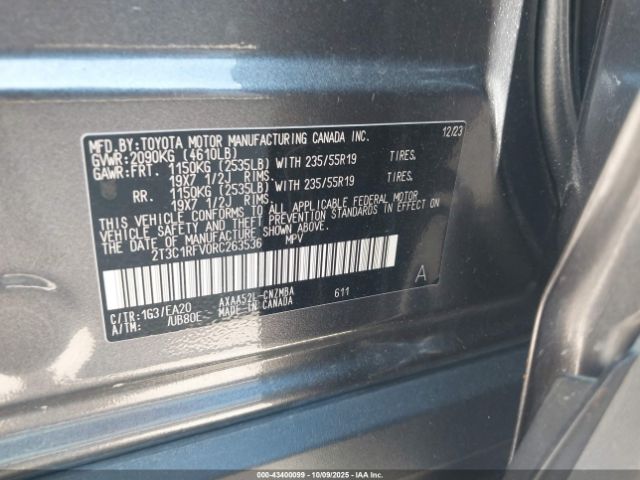 MFD.BY:TOYOTA MOTOR MANUFACTURING CANADA INC. 12/23
GVWR:2090KG (4610LB)
GAWR:FRT. 1150KG (2535LB) WITH 235/55R19 TIRES.
19X7 1/2J RIMS.
RR. 1150KG (2535LB) WITH 235/55R19 TIRES.
19X7 1/2J RIMS.
THIS VEHICLE CONFORMS TO ALL APPLICABLE FEDERAL MOTOR
VEHICLE SAFETY AND THEFT PREVENTION STANDARDS IN EFFECT
ON THE DATE OF MANUFACTURE SHOWN ABOVE.
2T3C1RFV0RC263536 MPV
A
C/TR:1G3/EA20 AXAA52L-CNZMBA 611
A/TM: /UB80E MADE IN CANADA
000-43400099 - 10/09/2025 - IAAI.COM